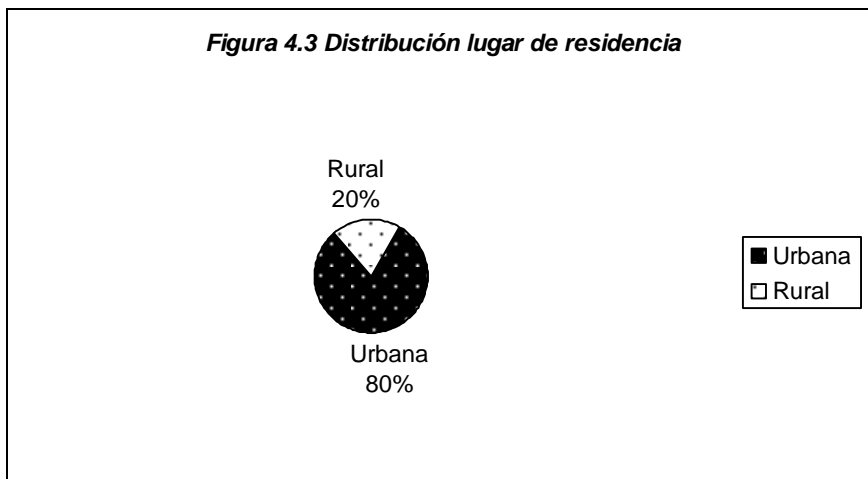 Figura 4.3 Distribución lugar de residencia
Rural
20%
Urbana
80%
Urbana
Rural